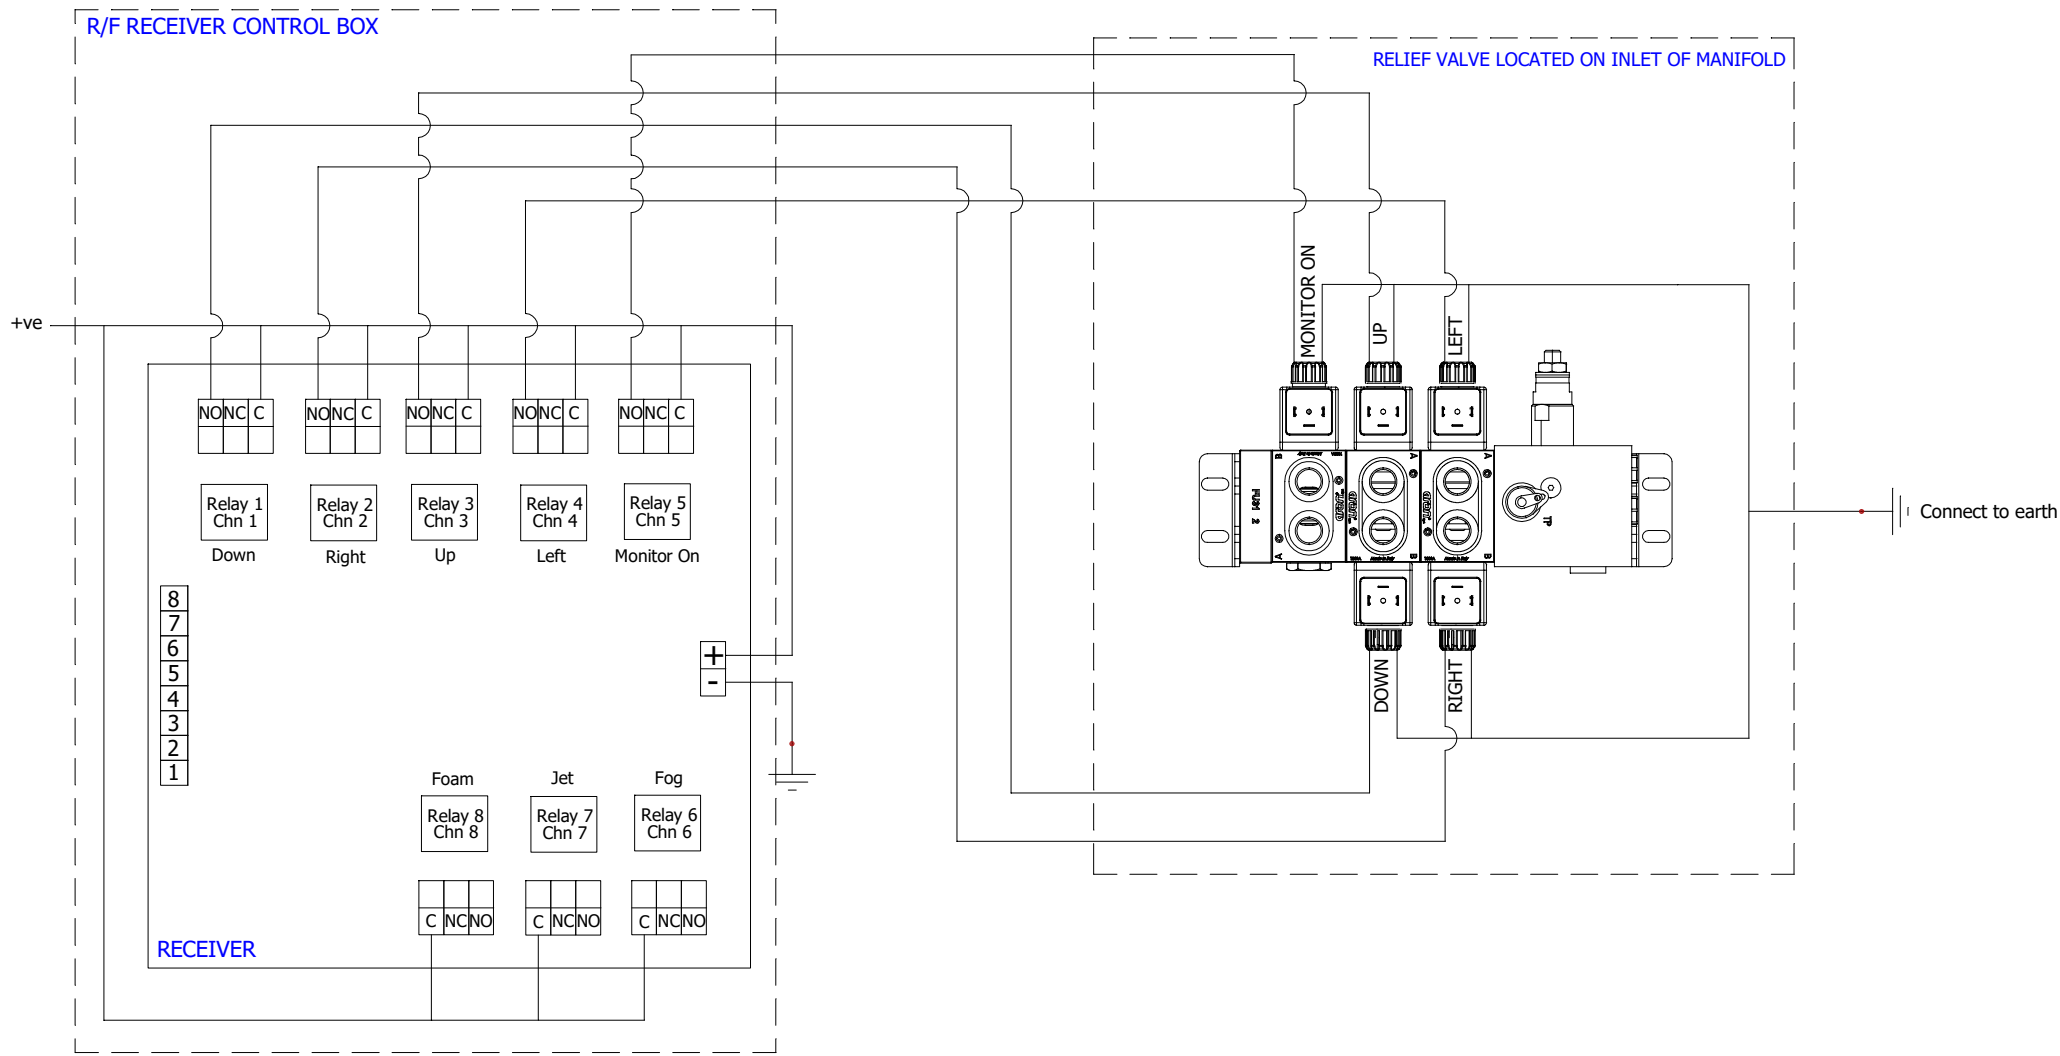 R/F RECEIVER CONTROL BOX
RELIEF VALVE LOCATED ON INLET OF MANIFOLD
+ve
MONITOR ON
UP
LEFT
NO NC C
NO NC C
NO NC C
NO NC C
NO NC C
Relay 1
Chn 1
Down
Relay 2
Chn 2
Right
Relay 3
Chn 3
Up
Relay 4
Chn 4
Left
Relay 5
Chn 5
Monitor On
B
A
A
A
B
B
TP
Connect to earth
DOWN
RIGHT
8
7
6
5
4
3
2
1
+
-
Foam
Relay 8
Chn 8
Jet
Relay 7
Chn 7
Fog
Relay 6
Chn 6
C NC NO
C NC NO
C NC NO
RECEIVER